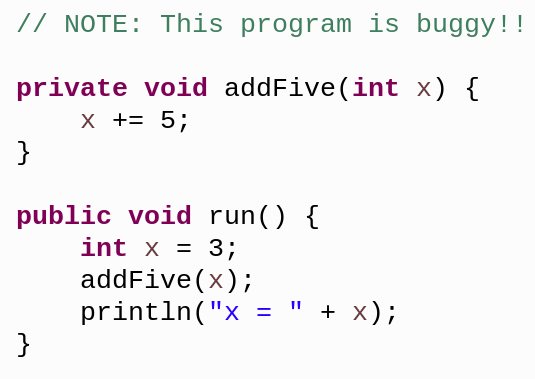 // NOTE: This program is buggy!!
private void addFive(int x) {
    x += 5;
}
public void run() {
    int x = 3;
    addFive(x);
    println("x = " + x);
}